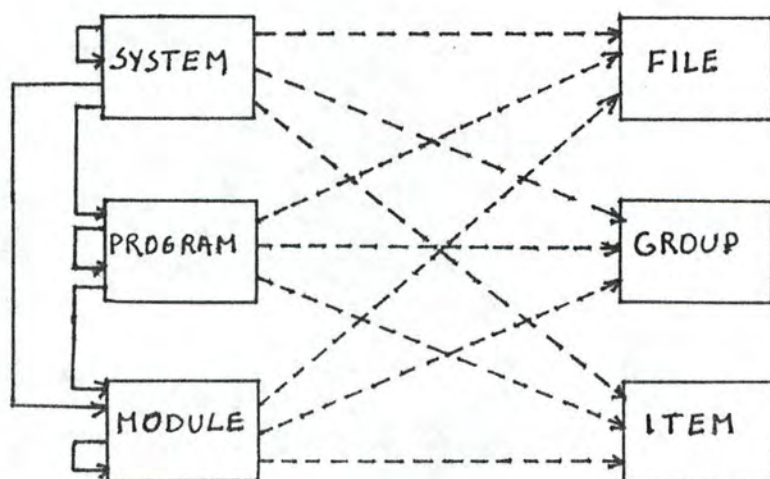 SYSTEM
FILE
PROGRAM
GROUP
MODULE
ITEM